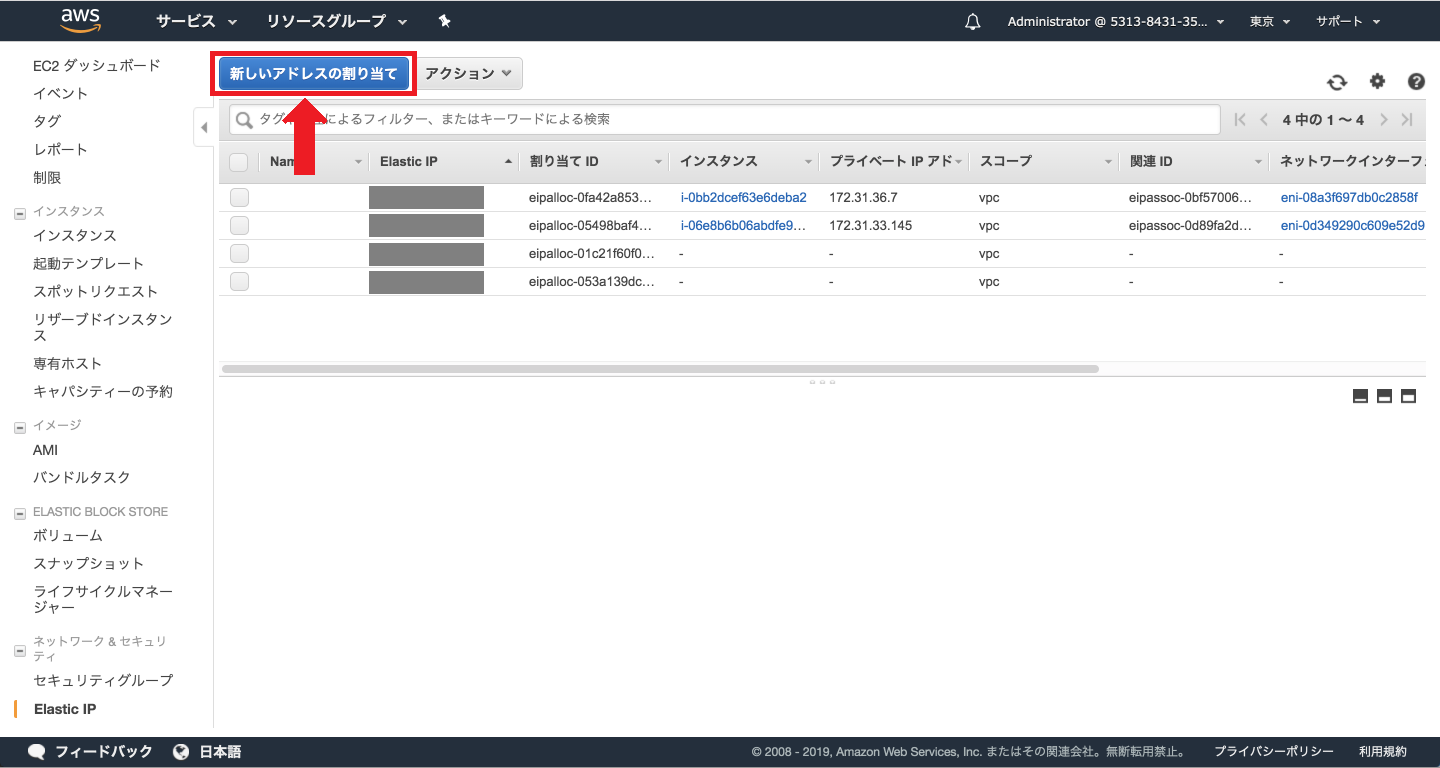 aws サービス リソースグループ Administrator @ 5313-8431-35... 東京 サポート
EC2 ダッシュボード
イベント
タグ
レポート
制限
インスタンス
インスタンス
起動テンプレート
スポットリクエスト
リザーブドインスタン
ス
専有ホスト
キャパシティーの予約
イメージ
AMI
バンドルタスク
ELASTIC BLOCK STORE
ボリューム
スナップショット
ライフサイクルマネー
ジャー
ネットワーク & セキュリ
ティ
セキュリティグループ
Elastic IP
新しいアドレスの割り当て アクション
によるフィルター、またはキーワードによる検索 4 中の 1 ~ 4
Elastic IP 割り当て ID インスタンス プライベート IP アド スコープ 関連 ID ネットワークインターフ
eipalloc-0fa42a853... i-0bb2dcef63e6deba2 172.31.36.7 vpc eipassoc-0bf57006... eni-08a3f697db0c2858f
eipalloc-05498baf4... i-06e8b6b06abdfe9... 172.31.33.145 vpc eipassoc-0d89fa2d... eni-0d349290c609e52d9
eipalloc-01c21f60f0... - - vpc - -
eipalloc-053a139dc... - - vpc - -
フィードバック 日本語 © 2008 - 2019, Amazon Web Services, Inc. またはその関連会社。無断転用禁止。 プライバシーポリシー 利用規約